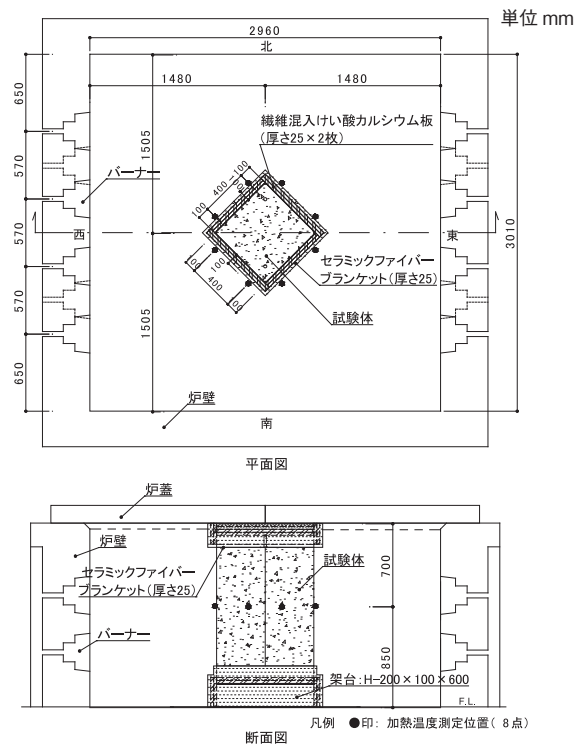 単位 mm
2960
北
1480
1480
650
570
570
570
650
1505
1505
3010
繊維混入けい酸カルシウム板
(厚さ25×2枚)
バーナー
100
400
100
100
西
東
セラミックファイバー
ブランケット(厚さ25)
100
100
400
100
試験体
炉壁
南
平面図
炉蓋
炉壁
セラミックファイバー
ブランケット(厚さ25)
試験体
700
バーナー
850
架台:H-200×100×600
F.L.
凡例 ●印: 加熱温度測定位置( 8点)
断面図